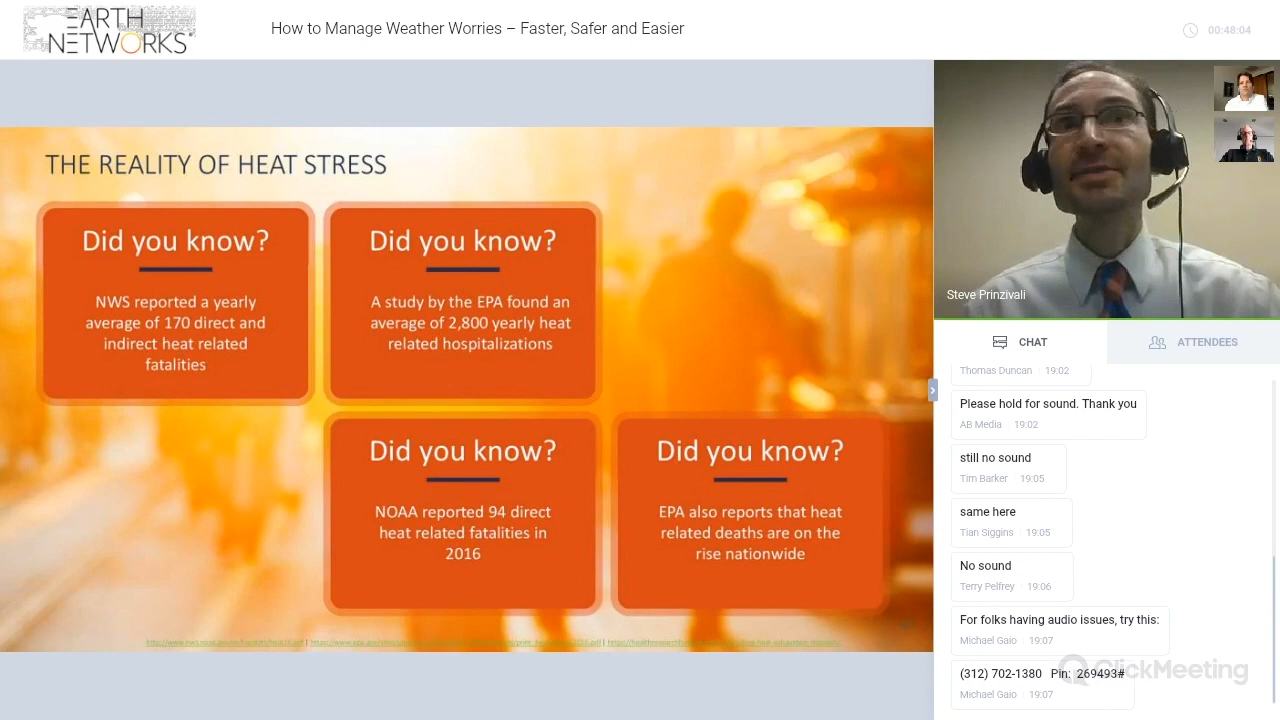 EARTH
NETWORKS
How to Manage Weather Worries – Faster, Safer and Easier
00:48:04
THE REALITY OF HEAT STRESS
Did you know?
NWS reported a yearly
average of 170 direct and
indirect heat related
fatalities
Did you know?
A study by the EPA found an
average of 2,800 yearly heat
related hospitalizations
Did you know?
NOAA reported 94 direct
heat related fatalities in
2016
Did you know?
EPA also reports that heat
related deaths are on the
rise nationwide
Steve Prinzivali
CHAT
ATTENDEES
Thomas Duncan 19:02
Please hold for sound. Thank you
AB Media 19:02
still no sound
Tim Barker 19:05
same here
Tian Siggins 19:05
No sound
Terry Pelfrey 19:06
For folks having audio issues, try this:
Michael Gaio 19:07
(312) 702-1380 Pin: 269493#
Michael Gaio 19:07
ClickMeeting